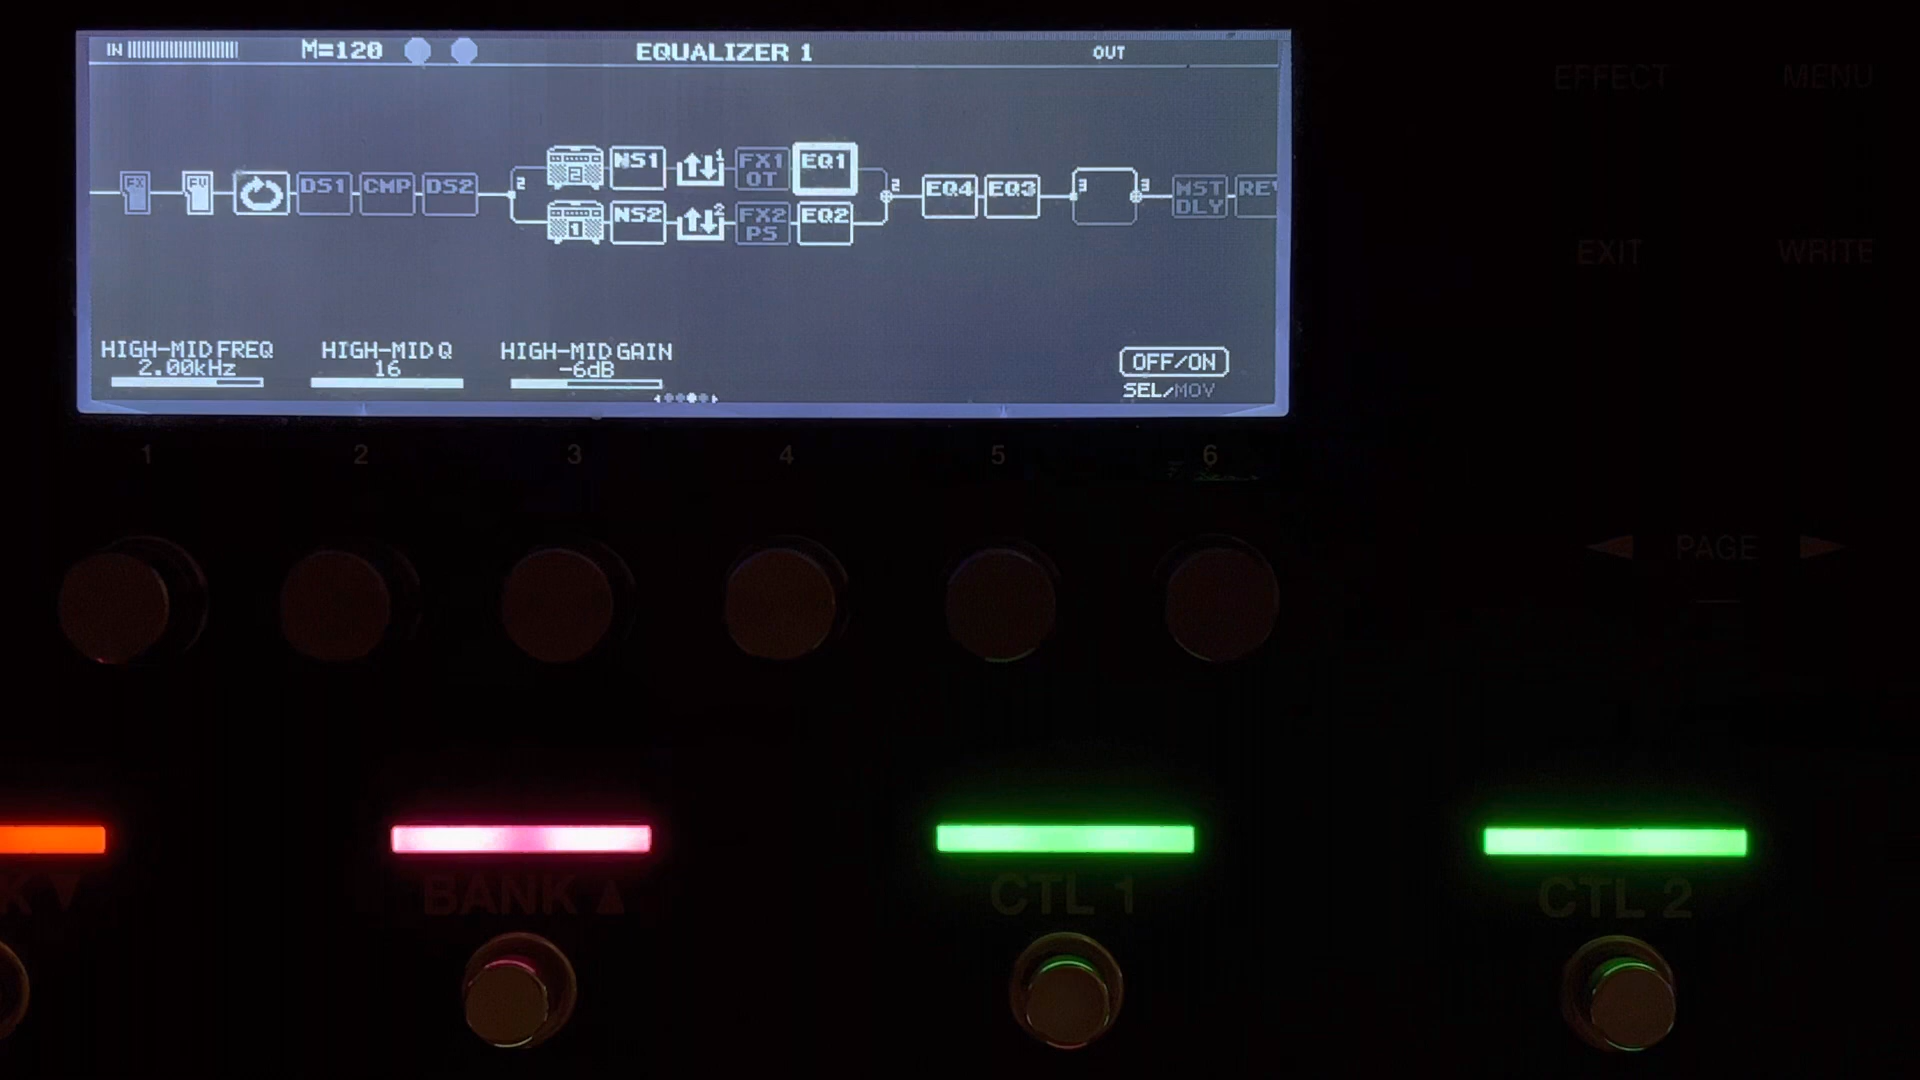 IN M=120 EQUALIZER 1 OUT
EFFECT MENU
FX FV DS1 CMP DS2 2 2 NS1 1 FX1 OT EQ1
1 NS2 2 FX2 PS EQ2 2 EQ4 EQ3 3 3 MST DLY REV
EXIT WRITE
HIGH-MID FREQ HIGH-MID Q HIGH-MID GAIN
2.00kHz 16 -6dB
OFF/ON
SEL/MOV
1 2 3 4 5 6
◄ PAGE ►
K ▼ BANK ▲ CTL 1 CTL 2